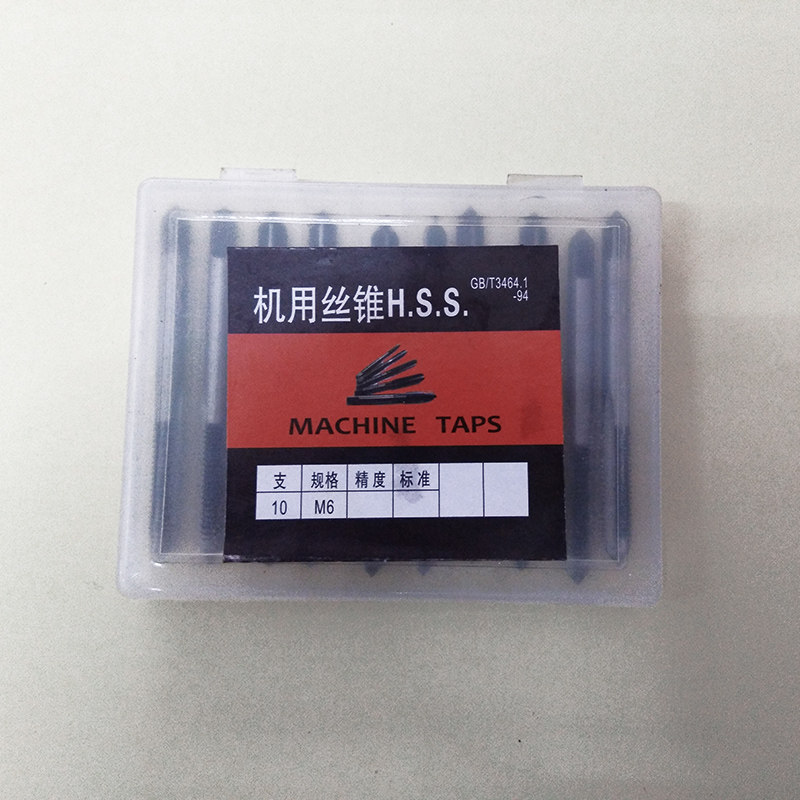 机用丝锥H.S.S.
GB/T3464.1
-94
MACHINE TAPS
支 规格 精度 标准
10 M6